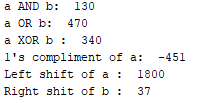 a AND b:  130
a OR b:  470
a XOR b :  340
1's compliment of a:  -451
Left shift of a :  1800
Right shit of b :  37